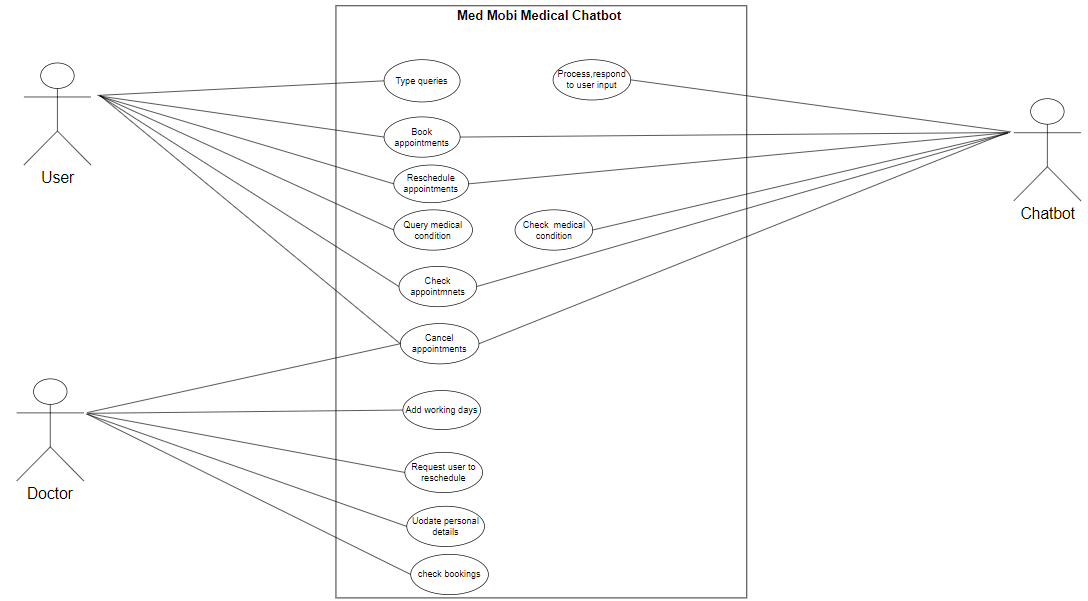 Med Mobi Medical Chatbot
Type queries
Process,respond
to user input
Book
appointments
User
Reschedule
appointments
Chatbot
Query medical
condition
Check medical
condition
Check
appointmnets
Cancel
appointments
Add working days
Request user to
reschedule
Doctor
Uodate personal
details
check bookings